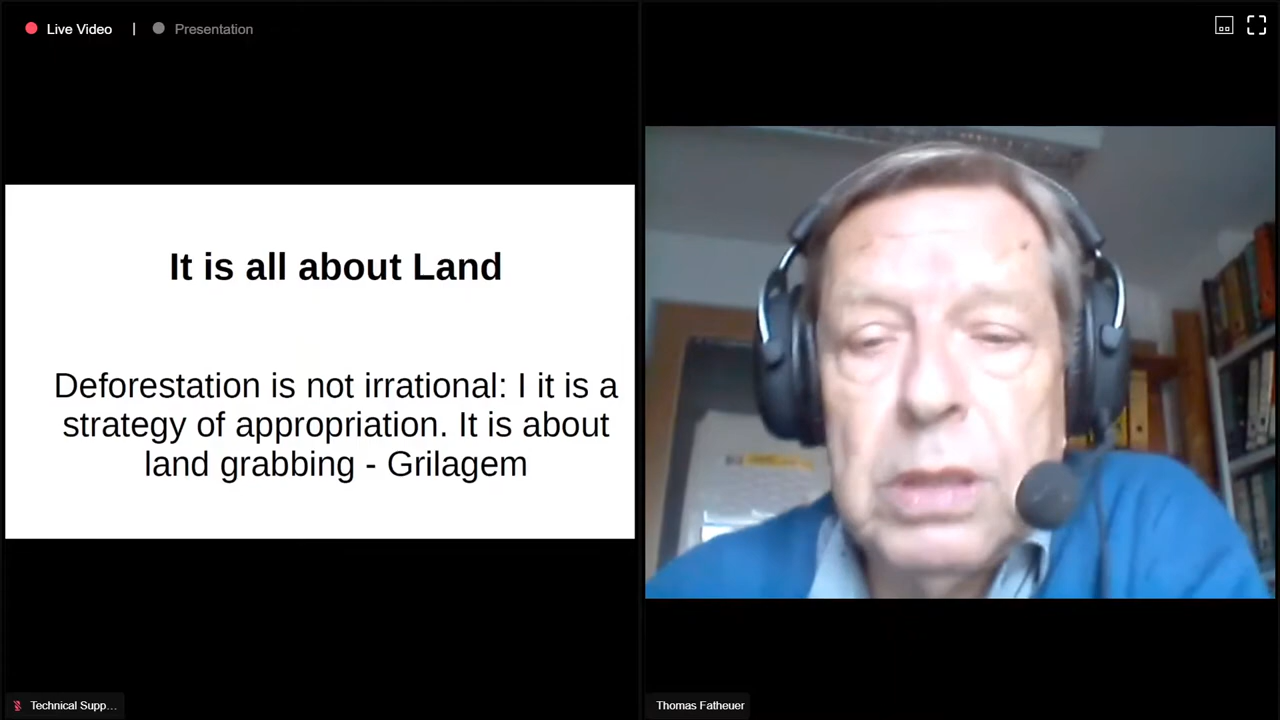 Live Video | Presentation
It is all about Land
Deforestation is not irrational: I it is a
strategy of appropriation. It is about
land grabbing - Grilagem
Technical Supp...
Thomas Fatheuer